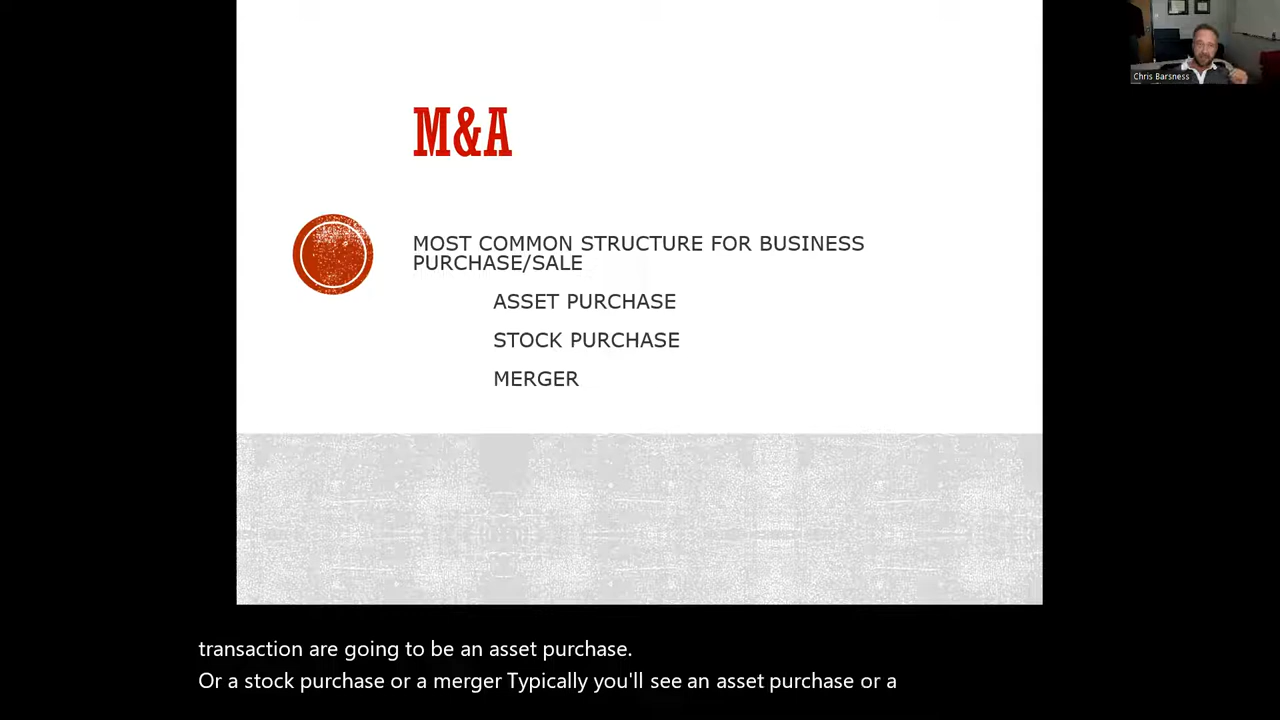 Chris Barsness
M&A
MOST COMMON STRUCTURE FOR BUSINESS
PURCHASE/SALE
ASSET PURCHASE
STOCK PURCHASE
MERGER
transaction are going to be an asset purchase.
Or a stock purchase or a merger Typically you'll see an asset purchase or a